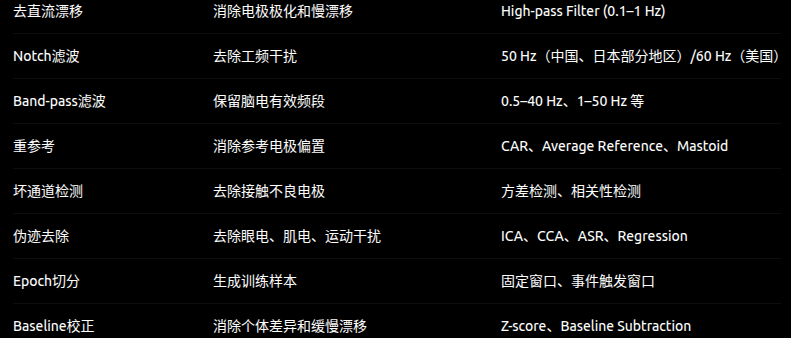 去直流漂移 消除电极极化和慢漂移 High-pass Filter (0.1–1 Hz)
Notch滤波 去除工频干扰 50 Hz（中国、日本部分地区）/60 Hz（美国）
Band-pass滤波 保留脑电有效频段 0.5–40 Hz、1–50 Hz 等
重参考 消除参考电极偏置 CAR、Average Reference、Mastoid
坏通道检测 去除接触不良电极 方差检测、相关性检测
伪迹去除 去除眼电、肌电、运动干扰 ICA、CCA、ASR、Regression
Epoch切分 生成训练样本 固定窗口、事件触发窗口
Baseline校正 消除个体差异和缓慢漂移 Z-score、Baseline Subtraction